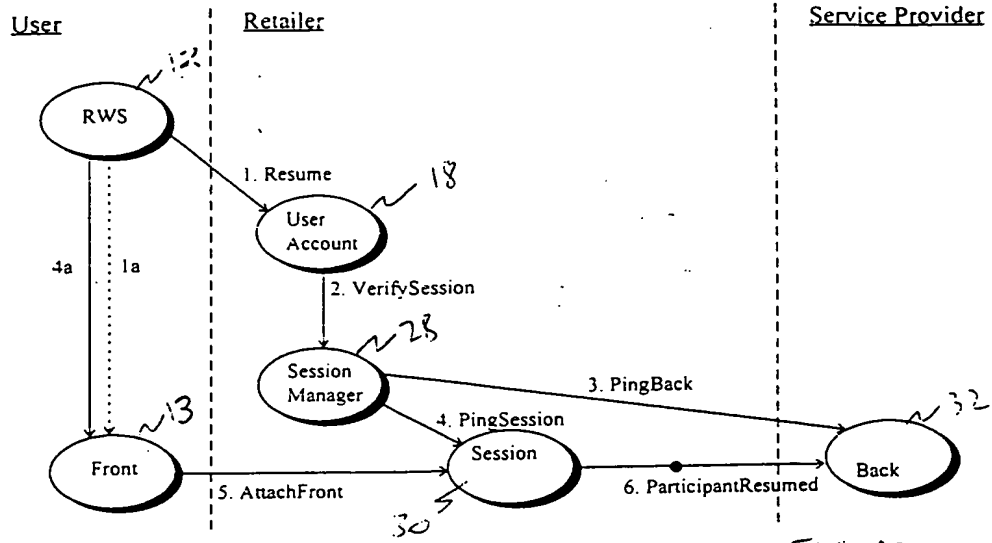 User
Retailer
Service Provider
RWS
12
1. Resume
18
User
Account
4a
1a
2. VerifySession
28
Session
Manager
3. PingBack
32
13
4. PingSession
Front
Session
Back
5. AttachFront
6. ParticipantResumed
30